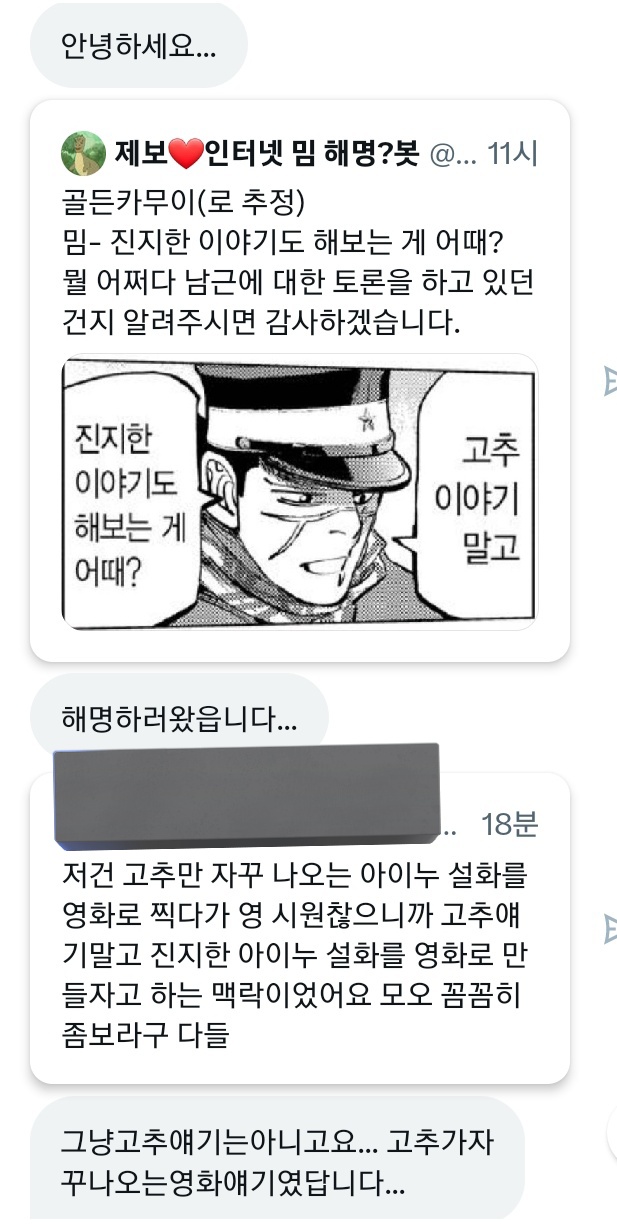 안녕하세요...
제보❤️인터넷 밈 해명?봇 @... 11시
골든카무이(로 추정)
밈- 진지한 이야기도 해보는 게 어때?
뭘 어쩌다 남근에 대한 토론을 하고 있던
건지 알려주시면 감사하겠습니다.
고추
이야기
말고
진지한
이야기도
해보는 게
어때?
해명하러왔읍니다...
.. 18분
저건 고추만 자꾸 나오는 아이누 설화를
영화로 찍다가 영 시원찮으니까 고추얘
기말고 진지한 아이누 설화를 영화로 만
들자고 하는 맥락이었어요 모오 꼼꼼히
좀보라구 다들
그냥고추얘기는아니고요... 고추가자
꾸나오는영화얘기였답니다...